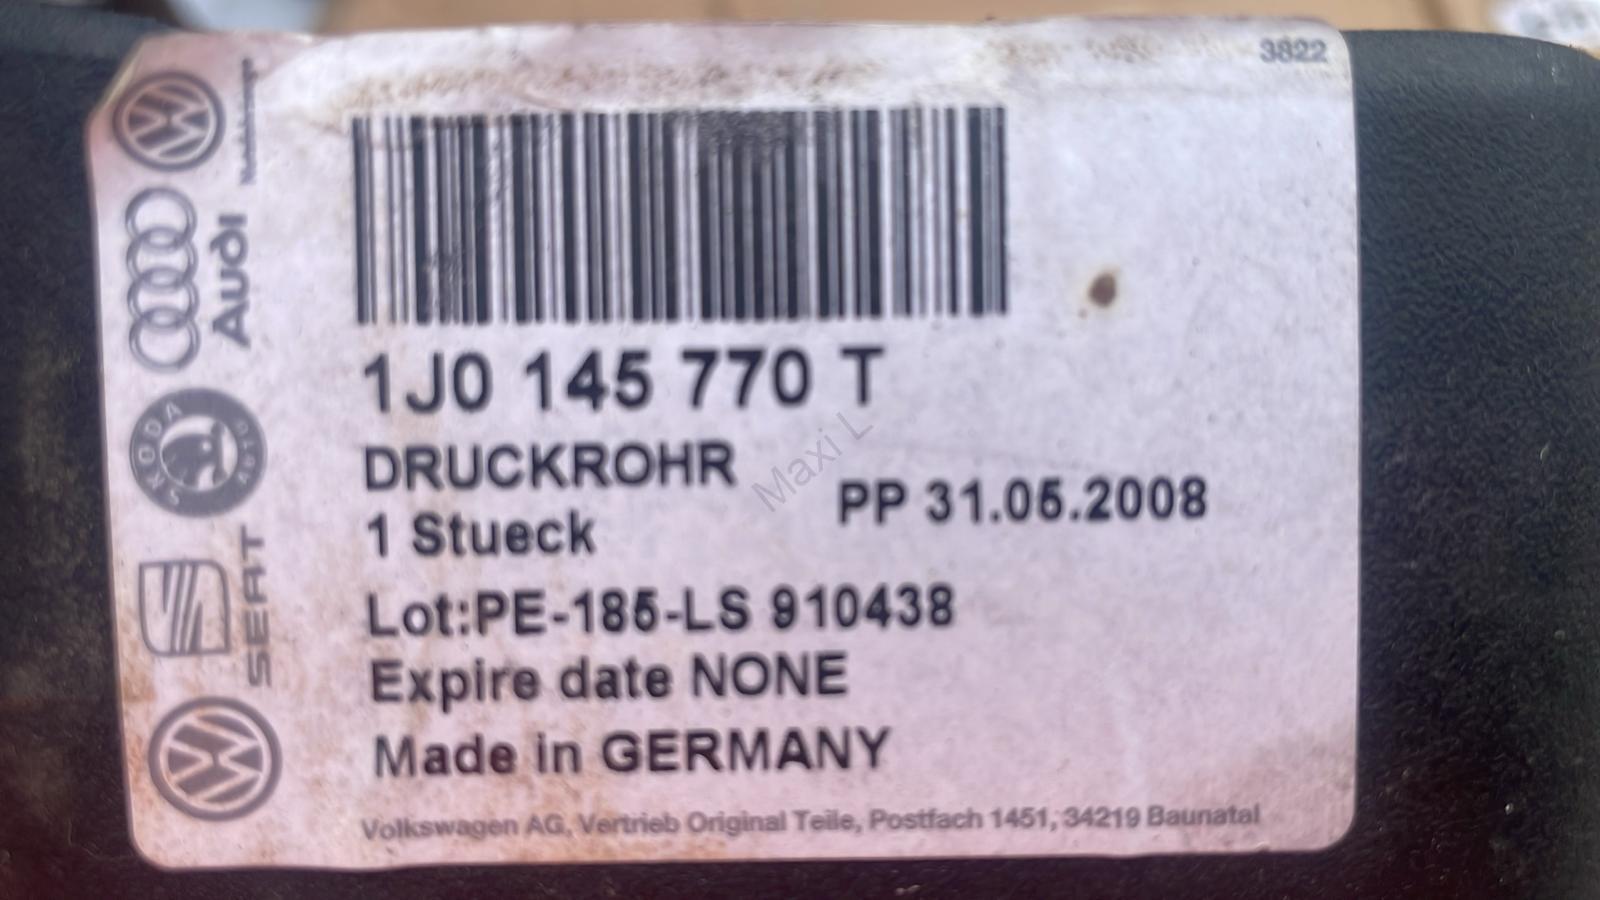 3822
1J0 145 770 T
DRUCKROHR
PP 31.05.2008
1 Stueck
Lot:PE-185-LS 910438
Expire date NONE
Made in GERMANY
Volkswagen AG, Vertrieb Original Teile, Postfach 1451, 34219 Baunatal
Audi
SKODA
AUTO
SEAT
Maxi L